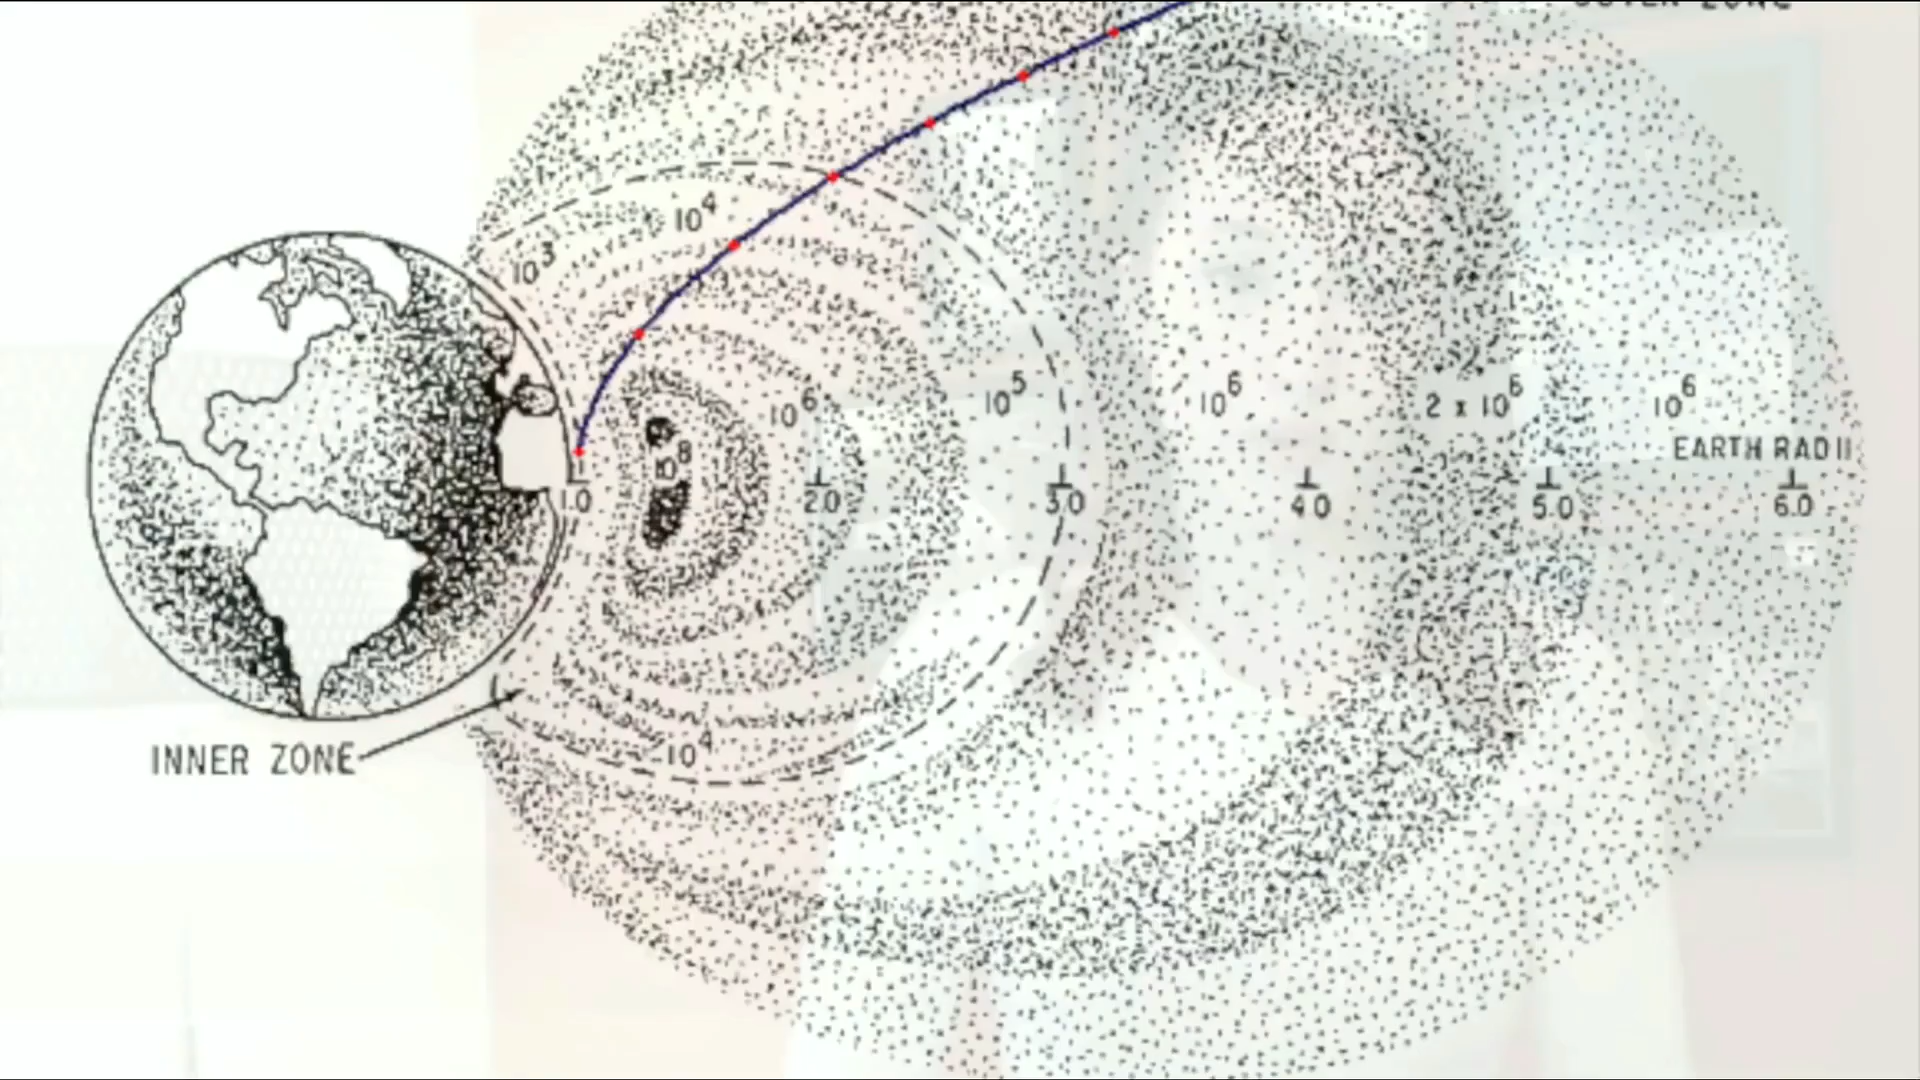 OUTER ZONE
10⁴
10³
10⁶
10⁵
10⁶
2 x 10⁶
10⁶
10⁸
EARTH RADII
1.0 2.0 3.0 4.0 5.0 6.0
INNER ZONE
10⁴